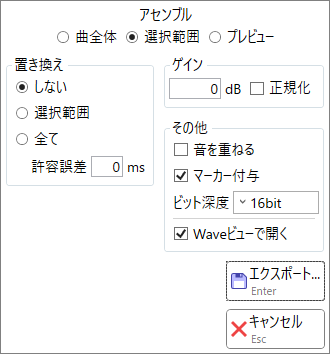 アセンブル
曲全体 選択範囲 プレビュー
置き換え
しない
選択範囲
全て
許容誤差 0 ms
ゲイン
0 dB 正規化
その他
音を重ねる
マーカー付与
ビット深度 16bit
Waveビューで開く
エクスポート...
Enter
キャンセル
Esc